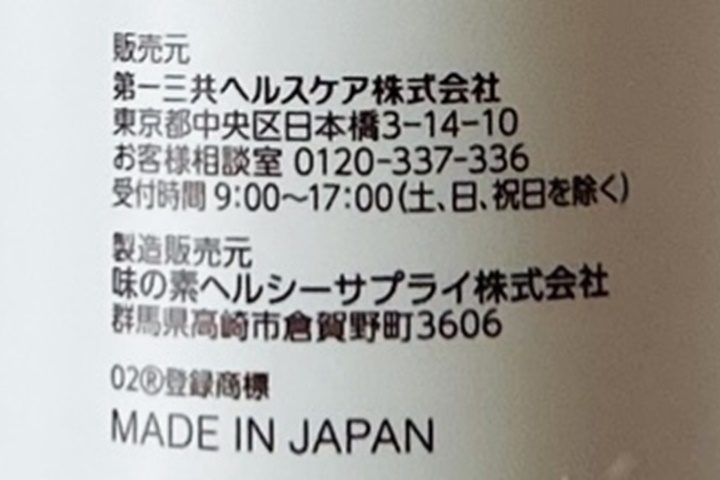 販売元
第一三共ヘルスケア株式会社
東京都中央区日本橋3-14-10
お客様相談室 0120-337-336
受付時間 9:00～17:00(土、日、祝日を除く)
製造販売元
味の素ヘルシーサプライ株式会社
群馬県高崎市倉賀野町3606
02®登録商標
MADE IN JAPAN